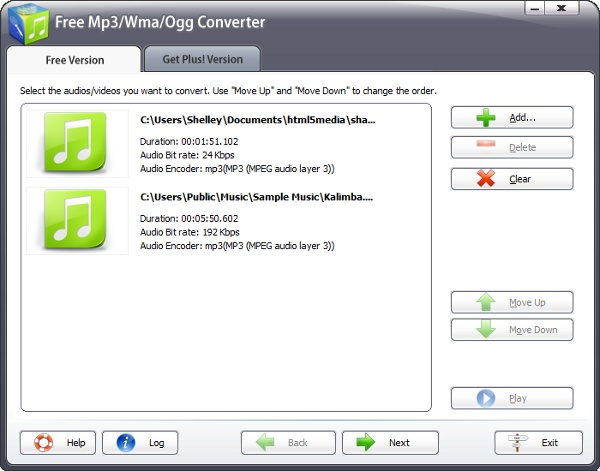 Free Mp3/Wma/Ogg Converter
Free Version
Get Plus! Version
Select the audios/videos you want to convert. Use "Move Up" and "Move Down" to change the order.
C:\Users\Shelley\Documents\html5media\sha...
Duration: 00:01:51.102
Audio Bit rate: 24 Kbps
Audio Encoder: mp3(MP3 (MPEG audio layer 3))
C:\Users\Public\Music\Sample Music\Kalimba....
Duration: 00:05:50.602
Audio Bit rate: 192 Kbps
Audio Encoder: mp3(MP3 (MPEG audio layer 3))
Add...
Delete
Clear
Move Up
Move Down
Play
Help
Log
Back
Next
Exit